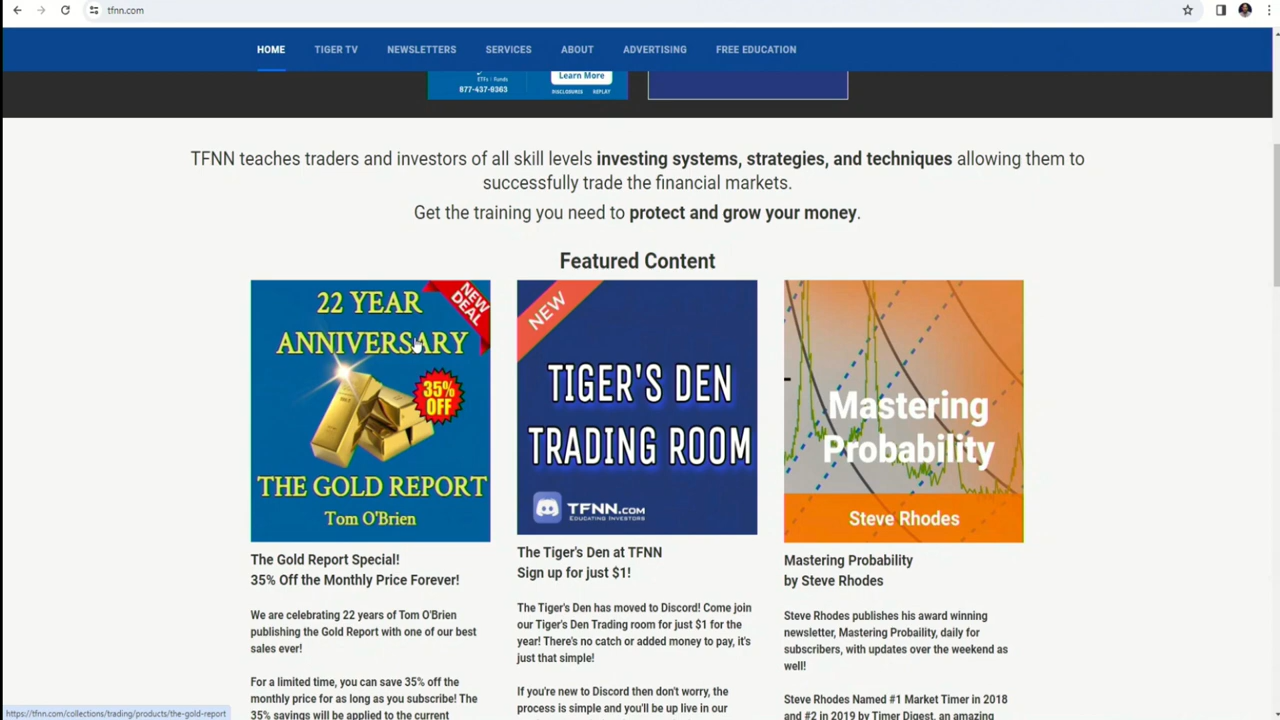 tfnn.com
HOME TIGER TV NEWSLETTERS SERVICES ABOUT ADVERTISING FREE EDUCATION
ETFs | Funds
877-437-9363
Learn More
DISCLOSURES REPLAY
TFNN teaches traders and investors of all skill levels investing systems, strategies, and techniques allowing them to
successfully trade the financial markets.
Get the training you need to protect and grow your money.
Featured Content
22 YEAR
ANNIVERSARY
NEW
DEAL
35%
OFF
THE GOLD REPORT
Tom O'Brien
The Gold Report Special!
35% Off the Monthly Price Forever!
We are celebrating 22 years of Tom O'Brien
publishing the Gold Report with one of our best
sales ever!
For a limited time, you can save 35% off the
monthly price for as long as you subscribe! The
35% savings will be applied to the current
NEW
TIGER'S DEN
TRADING ROOM
TFNN.COM
EDUCATING INVESTORS
The Tiger's Den at TFNN
Sign up for just $1!
The Tiger's Den has moved to Discord! Come join
our Tiger's Den Trading room for just $1 for the
year! There's no catch or added money to pay, it's
just that simple!
If you're new to Discord then don't worry, the
process is simple and you'll be up live in our
Mastering
Probability
Steve Rhodes
Mastering Probability
by Steve Rhodes
Steve Rhodes publishes his award winning
newsletter, Mastering Probaility, daily for
subscribers, with updates over the weekend as
well!
Steve Rhodes Named #1 Market Timer in 2018
and #2 in 2019 by Timer Digest, an amazing
https://tfnn.com/collections/trading/products/the-gold-report